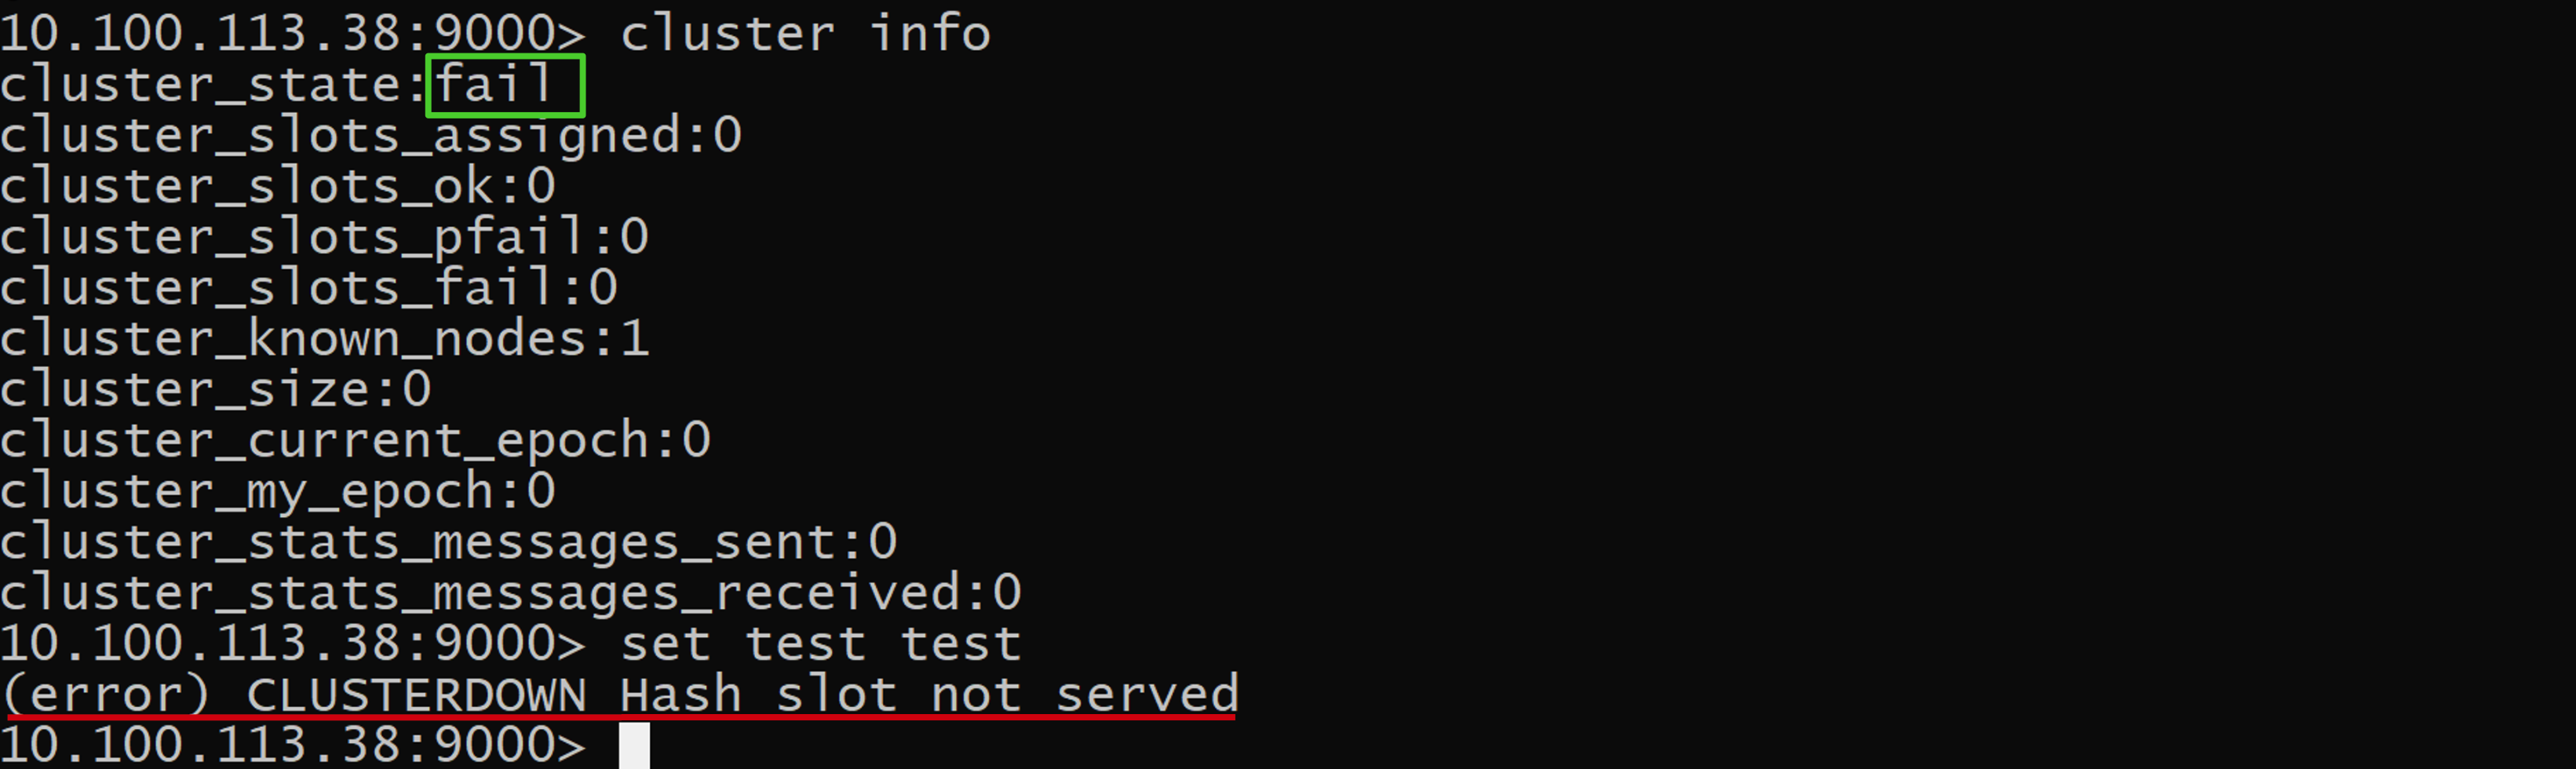 10.100.113.38:9000> cluster info
cluster_state:fail
cluster_slots_assigned:0
cluster_slots_ok:0
cluster_slots_pfail:0
cluster_slots_fail:0
cluster_known_nodes:1
cluster_size:0
cluster_current_epoch:0
cluster_my_epoch:0
cluster_stats_messages_sent:0
cluster_stats_messages_received:0
10.100.113.38:9000> set test test
(error) CLUSTERDOWN Hash slot not served
10.100.113.38:9000>